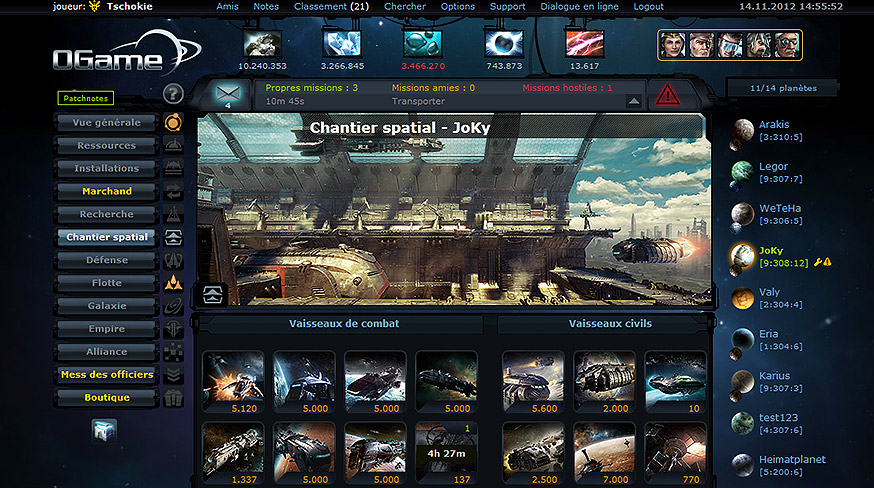 joueur: Tschokie Amis Notes Classement (21) Chercher Options Support Dialogue en ligne Logout 14.11.2012 14:55:52
OGame
10.240.353 3.266.845 3.466.270 743.873 13.617
Patchnotes
?
4
Propres missions : 3 Missions amies : 0 Missions hostiles : 1
10m 45s Transporter
11/14 planètes
Vue générale
Ressources
Installations
Marchand
Recherche
Chantier spatial
Défense
Flotte
Galaxie
Empire
Alliance
Mess des officiers
Boutique
Chantier spatial - JoKy
Vaisseaux de combat Vaisseaux civils
5.120 5.000 5.000 5.000 5.600 2.000 10
1
4h 27m
1.337 5.000 5.000 137 2.500 7.000 770
Arakis
[3:310:5]
Legor
[9:307:7]
WeTeHa
[9:306:5]
JoKy
[9:308:12]
Valy
[2:304:4]
Eria
[1:304:6]
Karius
[9:307:3]
test123
[4:307:6]
Heimatplanet
[5:200:6]